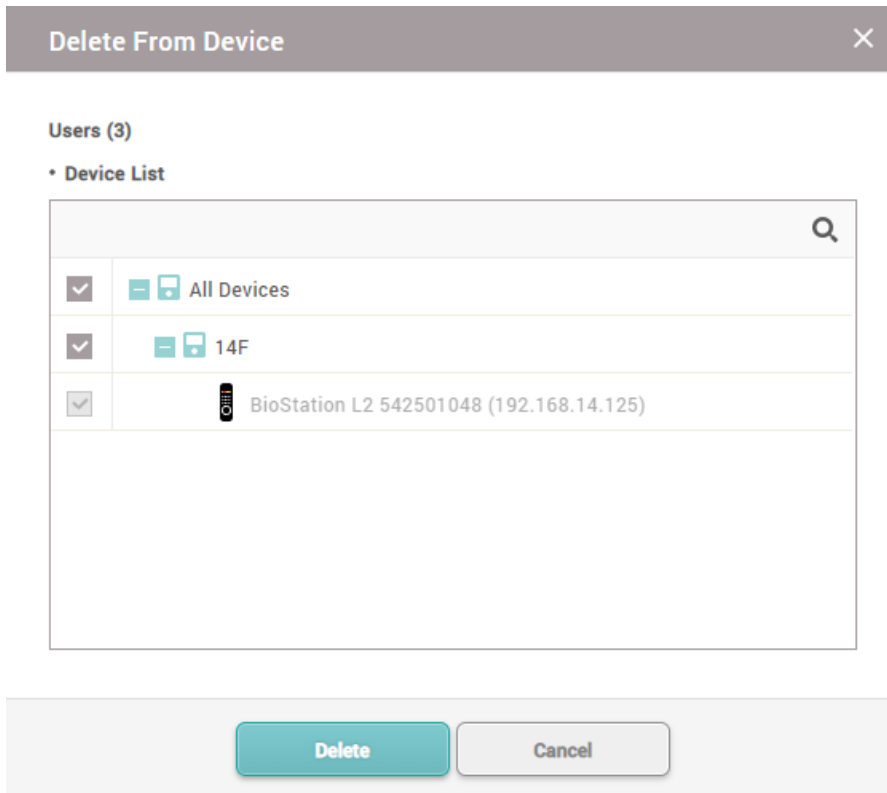 Delete From Device
Users (3)
• Device List
All Devices
14F
BioStation L2 542501048 (192.168.14.125)
Delete
Cancel